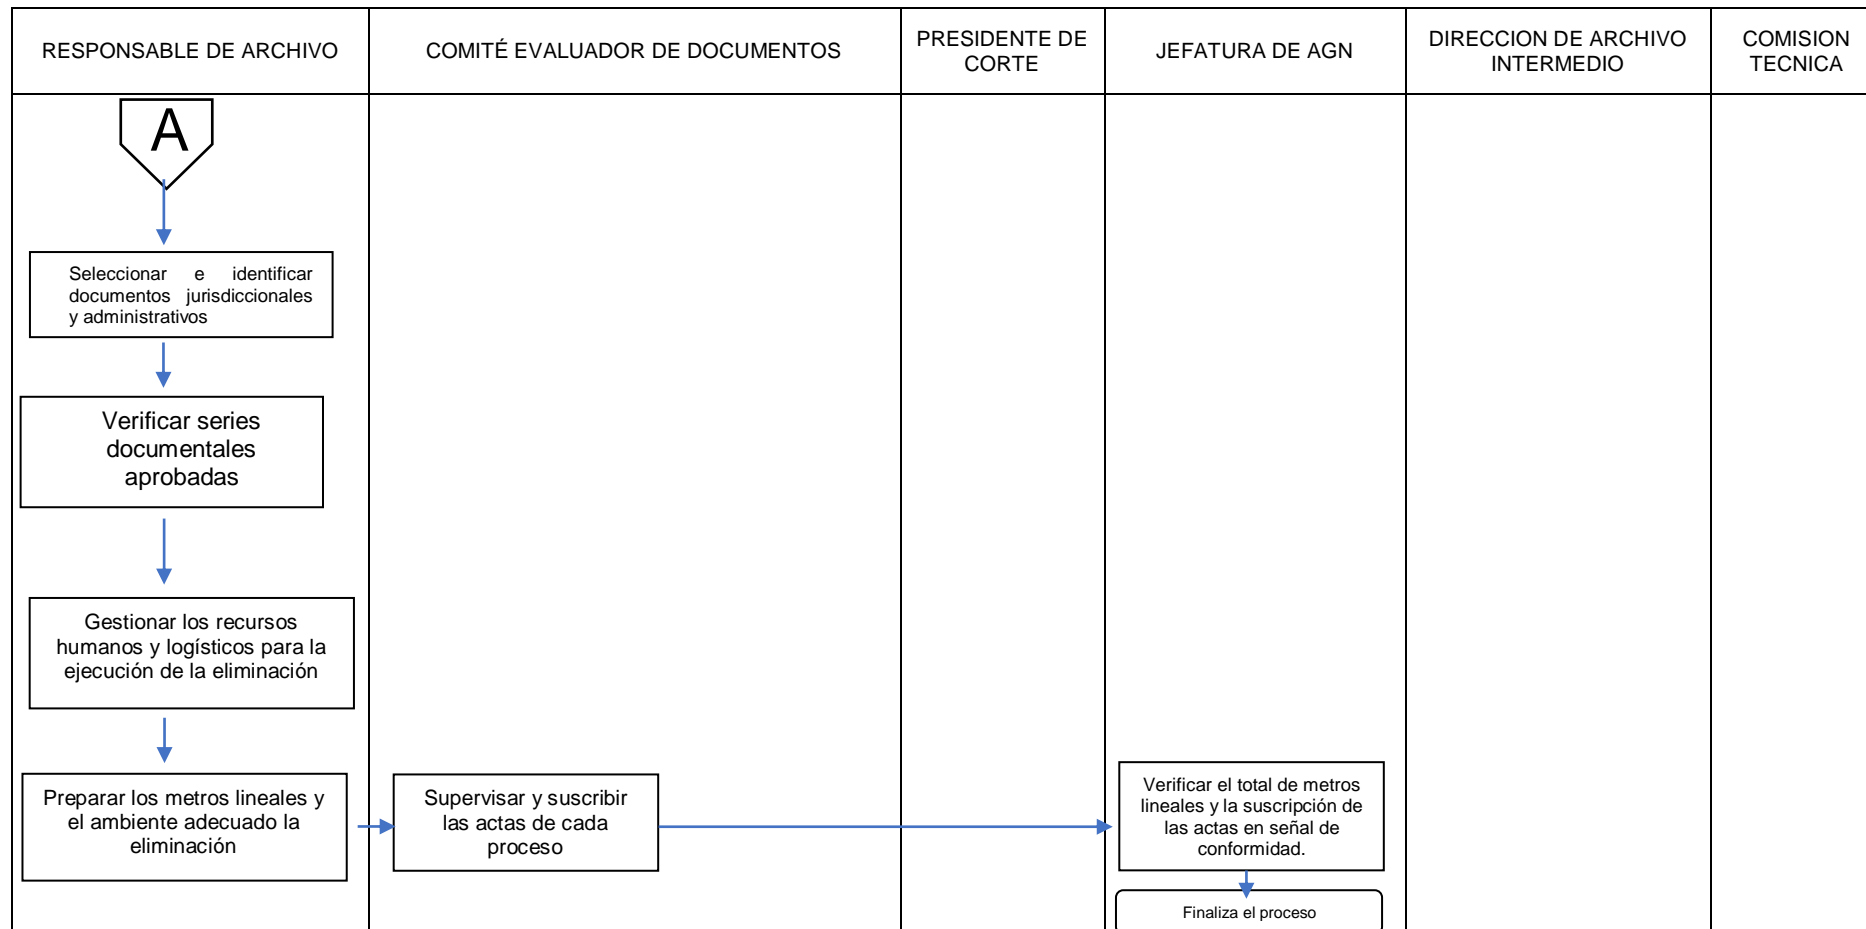 RESPONSABLE DE ARCHIVO
COMITÉ EVALUADOR DE DOCUMENTOS
PRESIDENTE DE
CORTE
JEFATURA DE AGN
DIRECCION DE ARCHIVO
INTERMEDIO
COMISION
TECNICA
A
Seleccionar e identificar
documentos jurisdiccionales
y administrativos
Verificar series
documentales
aprobadas
Gestionar los recursos
humanos y logísticos para la
ejecución de la eliminación
Preparar los metros lineales y
el ambiente adecuado la
eliminación
Supervisar y suscribir
las actas de cada
proceso
Verificar el total de metros
lineales y la suscripción de
las actas en señal de
conformidad.
Finaliza el proceso